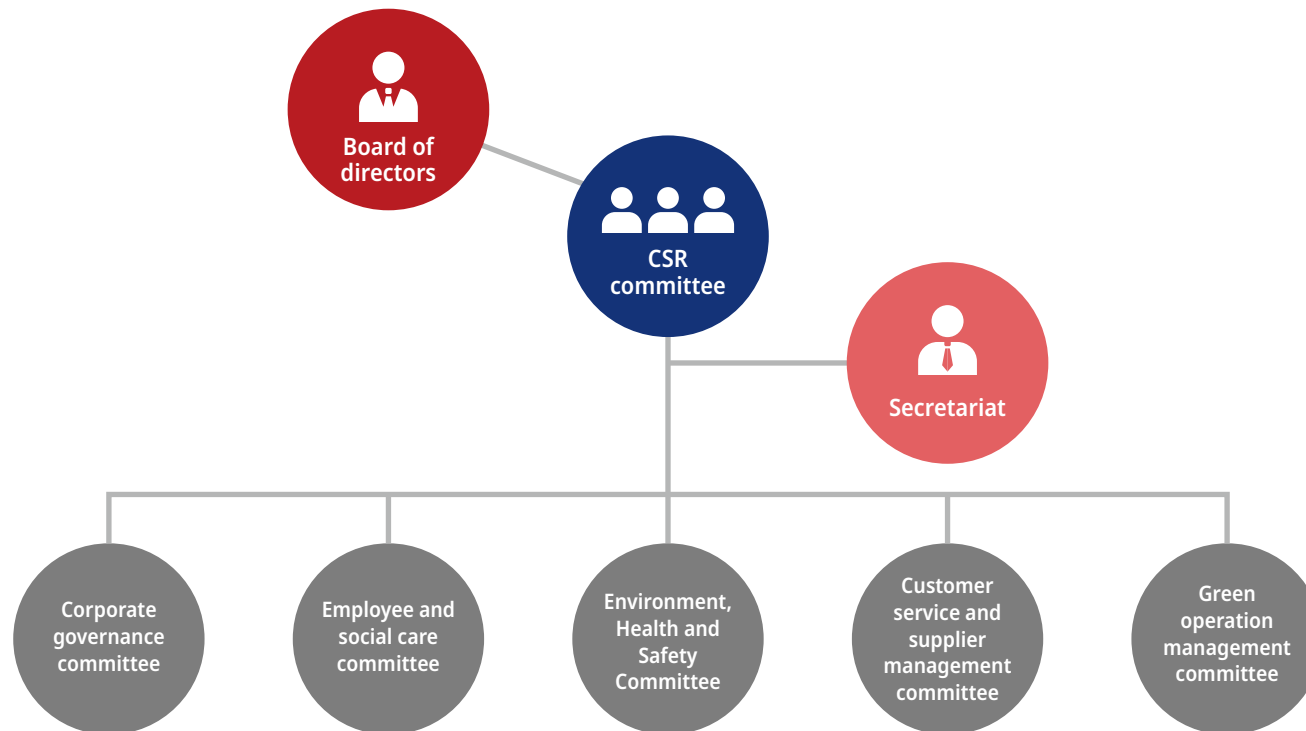 Board of
directors
CSR
committee
Secretariat
Corporate
governance
committee
Employee and
social care
committee
Environment,
Health and
Safety
Committee
Customer
service and
supplier
management
committee
Green
operation
management
committee